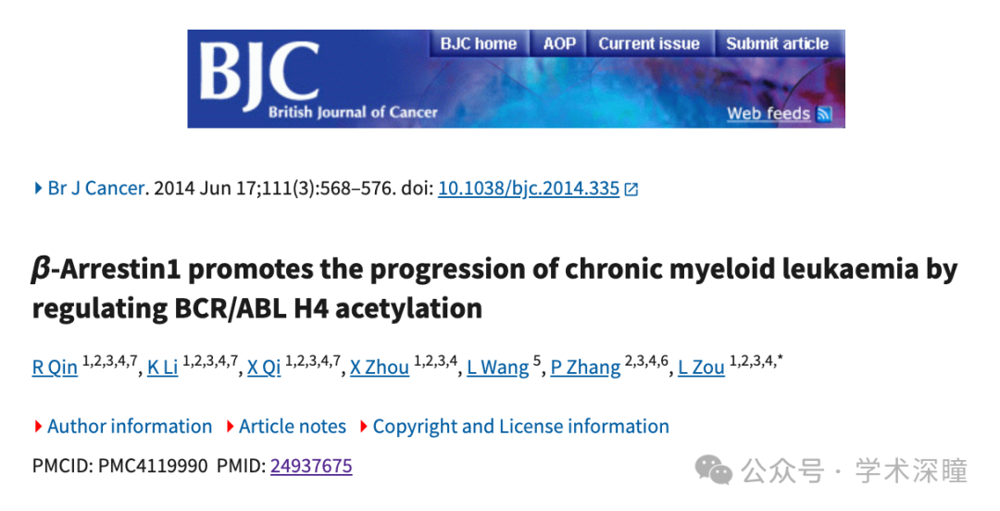 BJC home AOP Current issue Submit article
BJC
British Journal of Cancer
Web feeds
Br J Cancer. 2014 Jun 17;111(3):568–576. doi: 10.1038/bjc.2014.335
β-Arrestin1 promotes the progression of chronic myeloid leukaemia by
regulating BCR/ABL H4 acetylation
R Qin 1,2,3,4,7, K Li 1,2,3,4,7, X Qi 1,2,3,4,7, X Zhou 1,2,3,4, L Wang 5, P Zhang 2,3,4,6, L Zou 1,2,3,4,*
Author information Article notes Copyright and License information
PMCID: PMC4119990 PMID: 24937675
公众号 · 学术深瞳